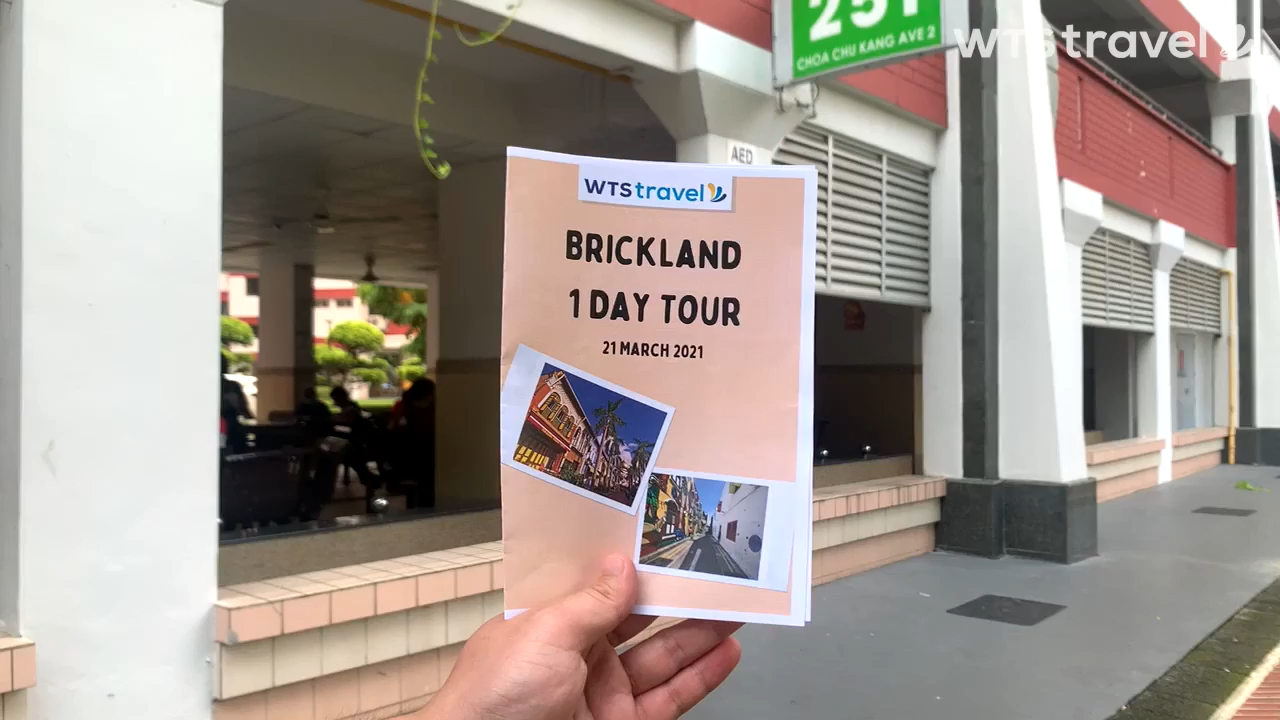 251
CHOA CHU KANG AVE 2
WTS travel
AED
WTS travel
BRICKLAND
1 DAY TOUR
21 MARCH 2021